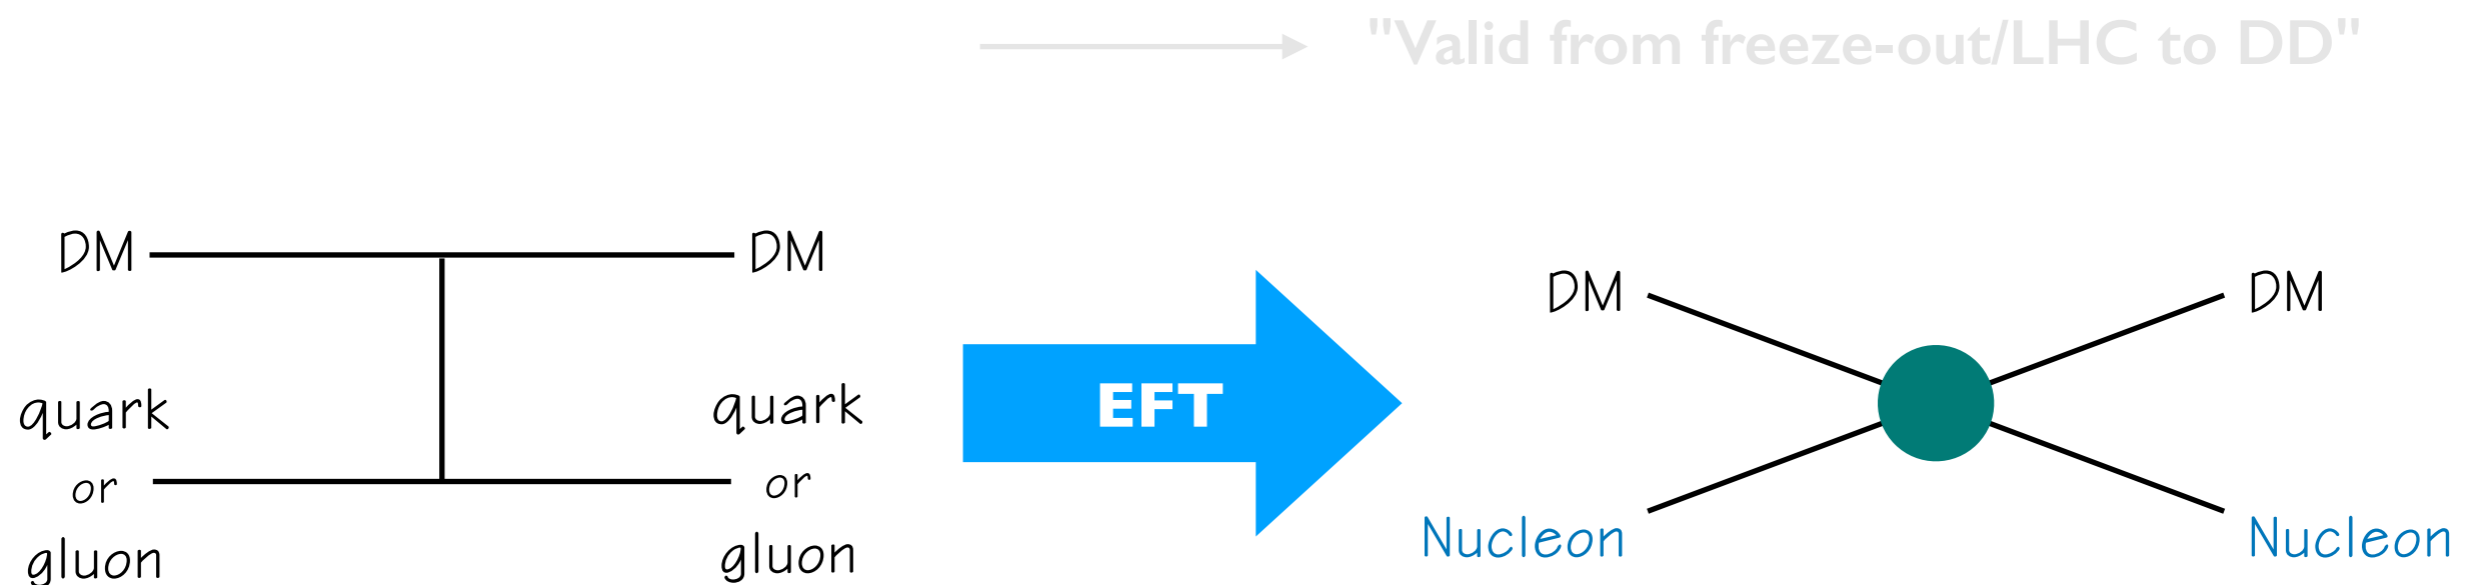 "Valid from freeze-out/LHC to DD"
DM
DM
quark
or
gluon
quark
or
gluon
EFT
DM
DM
Nucleon
Nucleon